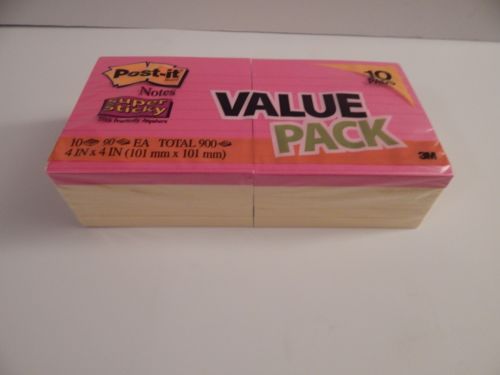 Post-it
Notes
Super
Sticky
VALUE
PACK
10
PADS
10 90 EA TOTAL 900
4 IN x 4 IN (101 mm x 101 mm)
3M